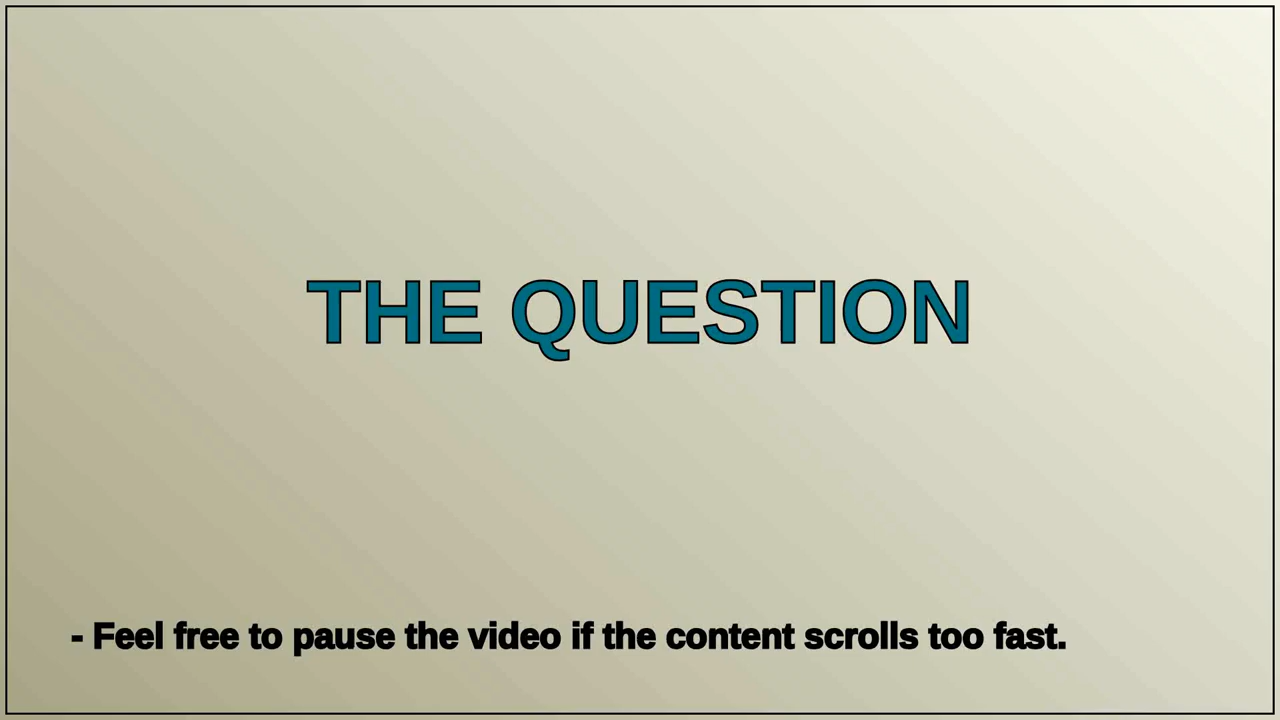 THE QUESTION
- Feel free to pause the video if the content scrolls too fast.